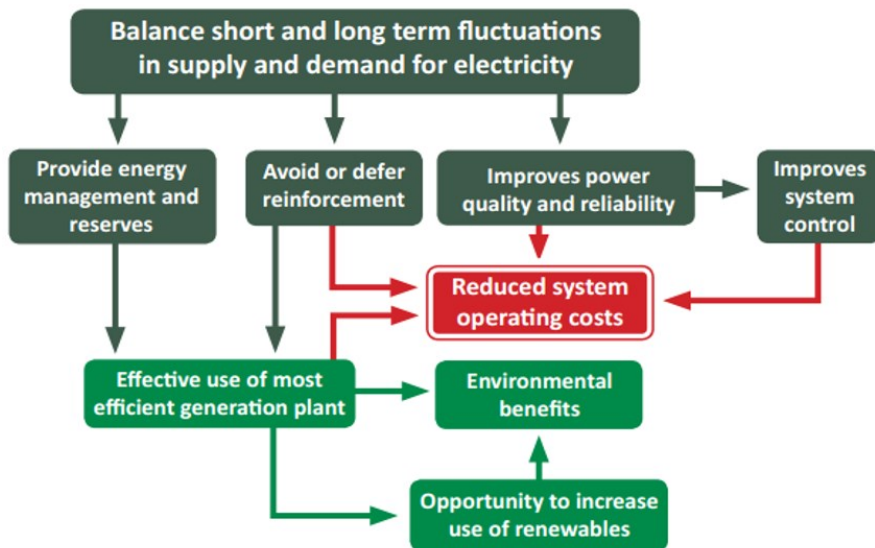 Balance short and long term fluctuations
in supply and demand for electricity
Provide energy
management and
reserves
Avoid or defer
reinforcement
Improves power
quality and reliability
Improves
system
control
Reduced system
operating costs
Effective use of most
efficient generation plant
Environmental
benefits
Opportunity to increase
use of renewables